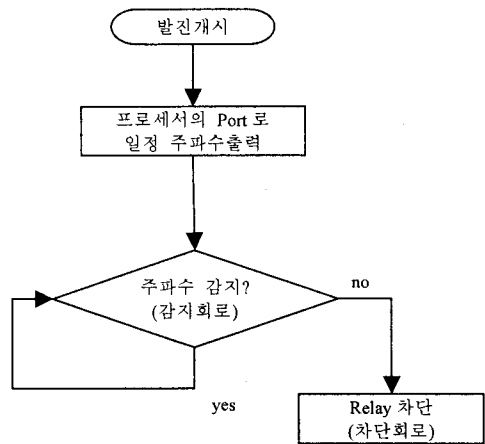 발진개시
프로세서의 Port 로
일정 주파수출력
주파수 감지?
(감지회로)
no
yes
Relay 차단
(차단회로)